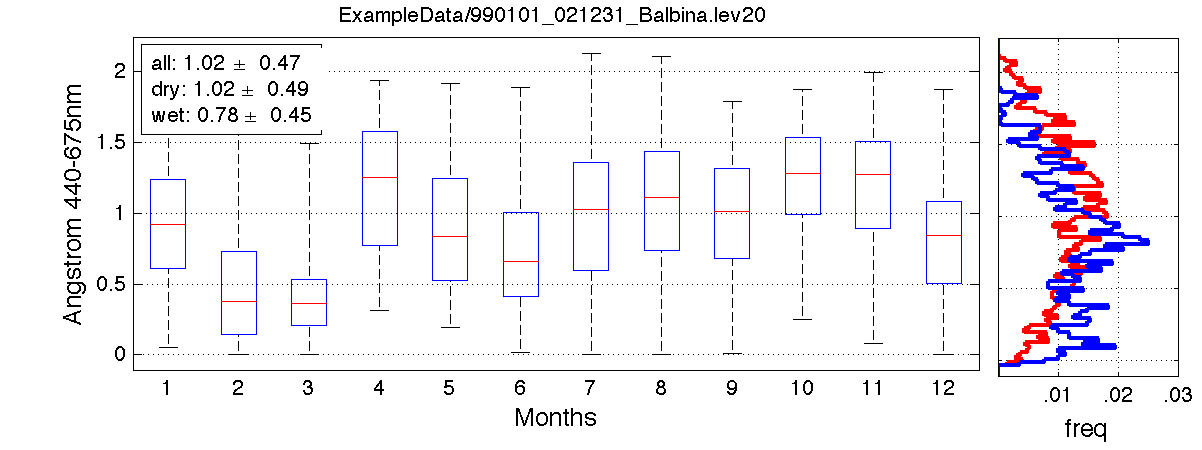 ExampleData/990101_021231_Balbina.lev20
all: 1.02 ± 0.47
dry: 1.02 ± 0.49
wet: 0.78 ± 0.45
Angstrom 440-675nm
2
1.5
1
0.5
0
1 2 3 4 5 6 7 8 9 10 11 12
Months
.01 .02 .03
freq